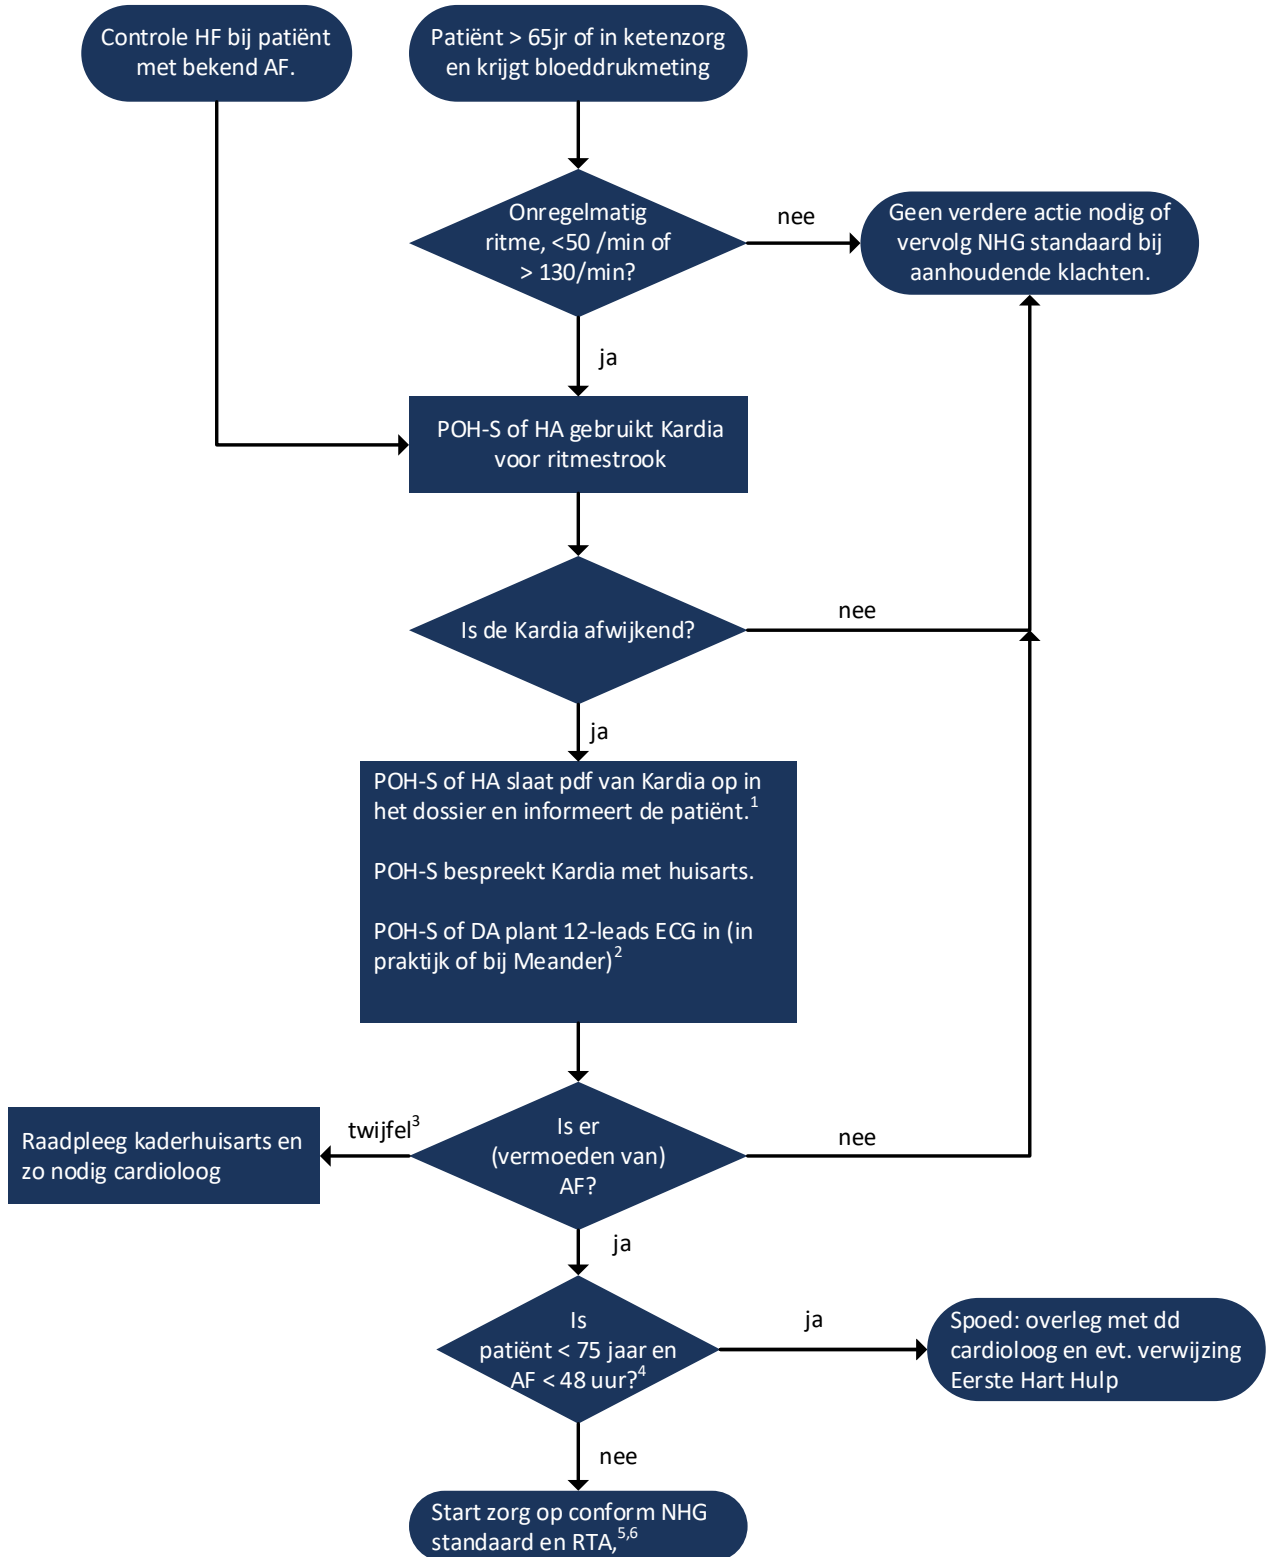 Controle HF bij patiënt
met bekend AF.
Patiënt > 65jr of in ketenzorg
en krijgt bloeddrukmeting
Onregelmatig
ritme, <50 /min of
> 130/min?
nee
Geen verdere actie nodig of
vervolg NHG standaard bij
aanhoudende klachten.
ja
POH-S of HA gebruikt Kardia
voor ritmestrook
Is de Kardia afwijkend?
nee
ja
POH-S of HA slaat pdf van Kardia op in
het dossier en informeert de patiënt.1
POH-S bespreekt Kardia met huisarts.
POH-S of DA plant 12-leads ECG in (in
praktijk of bij Meander)2
Is er
(vermoeden van)
AF?
twijfel3
Raadpleeg kaderhuisarts en
zo nodig cardioloog
nee
ja
Is
patiënt < 75 jaar en
AF < 48 uur?4
ja
Spoed: overleg met dd
cardioloog en evt. verwijzing
Eerste Hart Hulp
nee
Start zorg op conform NHG
standaard en RTA,5,6